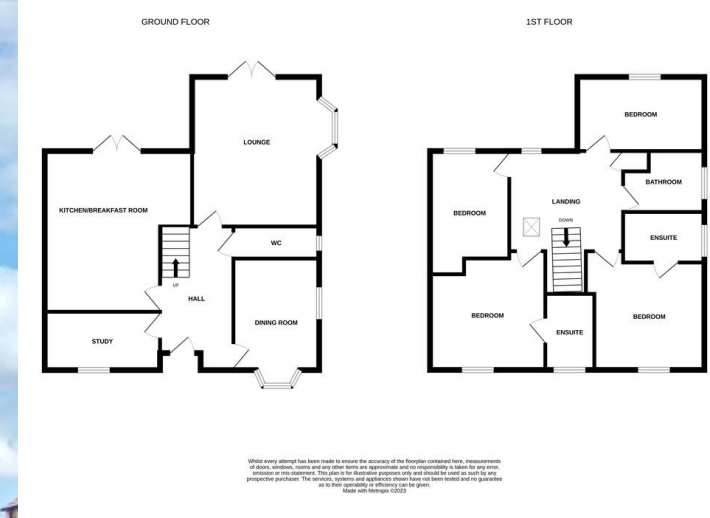 GROUND FLOOR
LOUNGE
KITCHEN/BREAKFAST ROOM
WC
UP
HALL
DINING ROOM
STUDY
1ST FLOOR
BEDROOM
BATHROOM
BEDROOM
LANDING
DOWN
ENSUITE
BEDROOM
BEDROOM
ENSUITE
Whilst every attempt has been made to ensure the accuracy of the floorplan contained here, measurements
of doors, windows, rooms and any other items are approximate and no responsibility is taken for any error,
omission or mis-statement. This plan is for illustrative purposes only and should be used as such by any
prospective purchaser. The services, systems and appliances shown have not been tested and no guarantee
as to their operability or efficiency can be given.
Made with Metropix ©2023